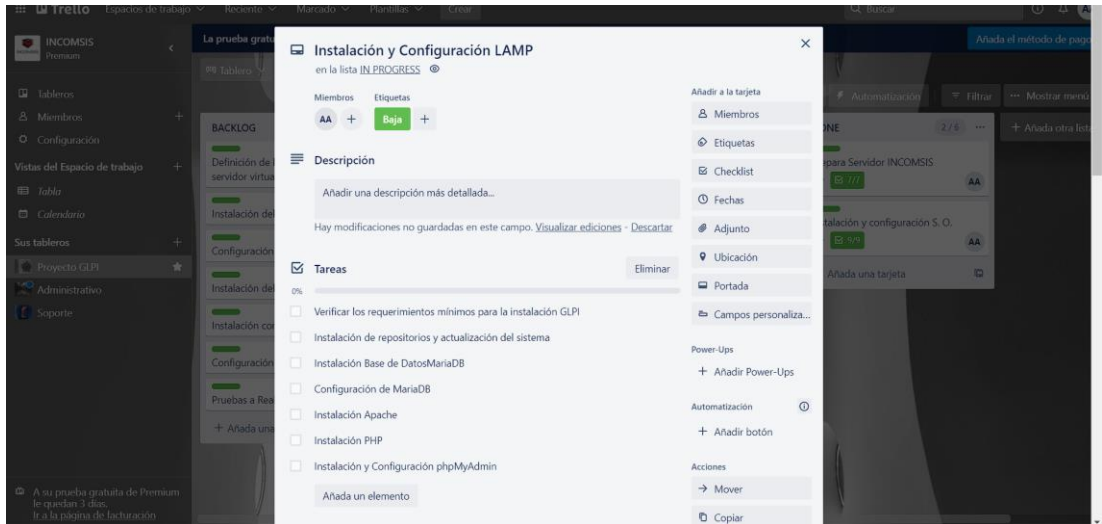 Trello Espacios de trabajo Reciente Marcado Plantillas Crear Buscar
INCOMSIS
Premium
Tableros
Miembros
Configuración
Vistas del Espacio de trabajo
Tabla
Calendario
Sus tableros
Proyecto GLPI
Administrativo
Soporte
A su prueba gratuita de Premium
le quedan 3 días.
Ir a la página de facturación
La prueba gratu
Añada el método de pago
Tablero
Automatización Filtrar Mostrar menú
BACKLOG
Definición de l
servidor virtua
Instalación del
Configuración
Instalación del
Instalación cor
Configuración
Pruebas a Rea
+ Añada una
Instalación y Configuración LAMP
en la lista IN PROGRESS
Miembros Etiquetas
AA + Baja +
Descripción
Añadir una descripción más detallada...
Hay modificaciones no guardadas en este campo. Visualizar ediciones - Descartar
Tareas Eliminar
0%
Verificar los requerimientos mínimos para la instalación GLPI
Instalación de repositorios y actualización del sistema
Instalación Base de DatosMariaDB
Configuración de MariaDB
Instalación Apache
Instalación PHP
Instalación y Configuración phpMyAdmin
Añada un elemento
Añadir a la tarjeta
Miembros
Etiquetas
Checklist
Fechas
Adjunto
Ubicación
Portada
Campos personaliza...
Power-Ups
+ Añadir Power-Ups
Automatización
+ Añadir botón
Acciones
→ Mover
Copiar
NE 2/6 ...
para Servidor INCOMSIS
7/7 AA
talación y configuración S. O.
9/9 AA
Añada una tarjeta
+ Añada otra lista